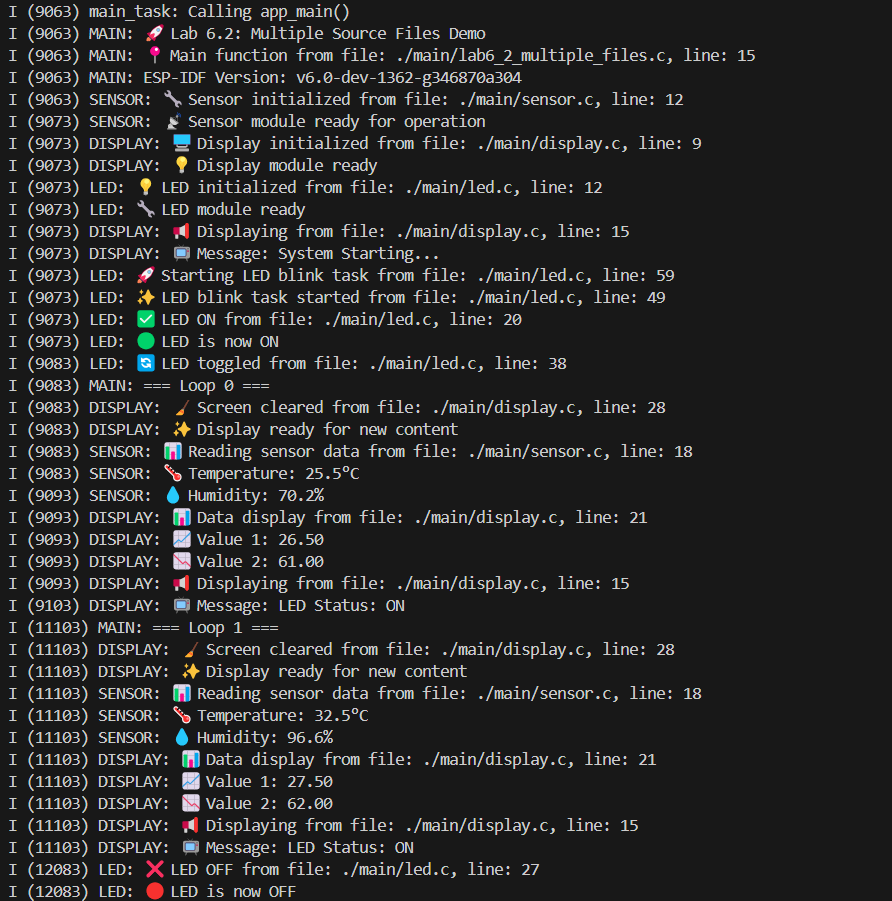 I (9063) main_task: Calling app_main()
I (9063) MAIN: 🚀 Lab 6.2: Multiple Source Files Demo
I (9063) MAIN: 📍 Main function from file: ./main/lab6_2_multiple_files.c, line: 15
I (9063) MAIN: ESP-IDF Version: v6.0-dev-1362-g346870a304
I (9063) SENSOR: 🔧 Sensor initialized from file: ./main/sensor.c, line: 12
I (9073) SENSOR: 📡 Sensor module ready for operation
I (9073) DISPLAY: 🖥️ Display initialized from file: ./main/display.c, line: 9
I (9073) DISPLAY: 💡 Display module ready
I (9073) LED: 💡 LED initialized from file: ./main/led.c, line: 12
I (9073) LED: 🔧 LED module ready
I (9073) DISPLAY: 📢 Displaying from file: ./main/display.c, line: 15
I (9073) DISPLAY: 📺 Message: System Starting...
I (9073) LED: 🚀 Starting LED blink task from file: ./main/led.c, line: 59
I (9073) LED: ✨ LED blink task started from file: ./main/led.c, line: 49
I (9073) LED: ✅ LED ON from file: ./main/led.c, line: 20
I (9073) LED: 🟢 LED is now ON
I (9083) LED: 🔄 LED toggled from file: ./main/led.c, line: 38
I (9083) MAIN: === Loop 0 ===
I (9083) DISPLAY: 🧹 Screen cleared from file: ./main/display.c, line: 28
I (9083) DISPLAY: ✨ Display ready for new content
I (9083) SENSOR: 📊 Reading sensor data from file: ./main/sensor.c, line: 18
I (9083) SENSOR: 🌡️ Temperature: 25.5°C
I (9093) SENSOR: 💧 Humidity: 70.2%
I (9093) DISPLAY: 📊 Data display from file: ./main/display.c, line: 21
I (9093) DISPLAY: 📈 Value 1: 26.50
I (9093) DISPLAY: 📉 Value 2: 61.00
I (9093) DISPLAY: 📢 Displaying from file: ./main/display.c, line: 15
I (9103) DISPLAY: 📺 Message: LED Status: ON
I (11103) MAIN: === Loop 1 ===
I (11103) DISPLAY: 🧹 Screen cleared from file: ./main/display.c, line: 28
I (11103) DISPLAY: ✨ Display ready for new content
I (11103) SENSOR: 📊 Reading sensor data from file: ./main/sensor.c, line: 18
I (11103) SENSOR: 🌡️ Temperature: 32.5°C
I (11103) SENSOR: 💧 Humidity: 96.6%
I (11103) DISPLAY: 📊 Data display from file: ./main/display.c, line: 21
I (11103) DISPLAY: 📈 Value 1: 27.50
I (11103) DISPLAY: 📉 Value 2: 62.00
I (11103) DISPLAY: 📢 Displaying from file: ./main/display.c, line: 15
I (11103) DISPLAY: 📺 Message: LED Status: ON
I (12083) LED: ❌ LED OFF from file: ./main/led.c, line: 27
I (12083) LED: 🔴 LED is now OFF